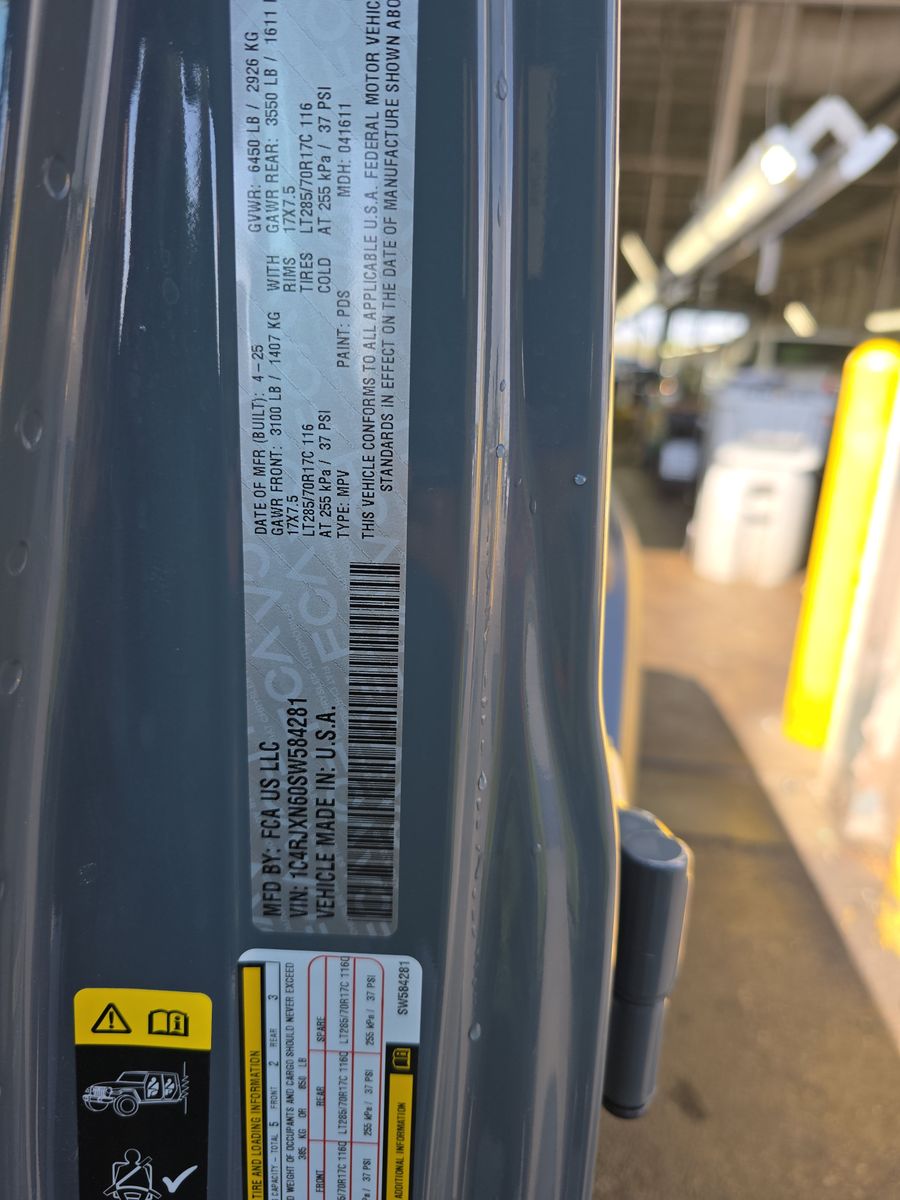 MFD BY: FCA US LLC
VIN: 1C4RJXN60SW584281
VEHICLE MADE IN: U.S.A.
DATE OF MFR (BUILT): 4-25
GAWR FRONT: 3100 LB / 1407 KG
17X7.5
LT285/70R17C 116
AT 255 kPa / 37 PSI
TYPE: MPV
PAINT: PDS
WITH
RIMS
TIRES
COLD
GVWR: 6450 LB / 2926 KG
GAWR REAR: 3550 LB / 1611
17X7.5
LT285/70R17C 116
AT 255 kPa / 37 PSI
MDH: 041611
THIS VEHICLE CONFORMS TO ALL APPLICABLE U.S.A. FEDERAL MOTOR VEHIC
STANDARDS IN EFFECT ON THE DATE OF MANUFACTURE SHOWN ABO
TIRE AND LOADING INFORMATION
CAPACITY - TOTAL 5 FRONT 2 REAR 3
D WEIGHT OF OCCUPANTS AND CARGO SHOULD NEVER EXCEED
385 KG OR 850 LB
FRONT REAR SPARE
5/70R17C 116Q LT285/70R17C 116Q LT285/70R17C 116Q
kPa / 37 PSI 255 kPa / 37 PSI 255 kPa / 37 PSI
ADDITIONAL INFORMATION
SW584281